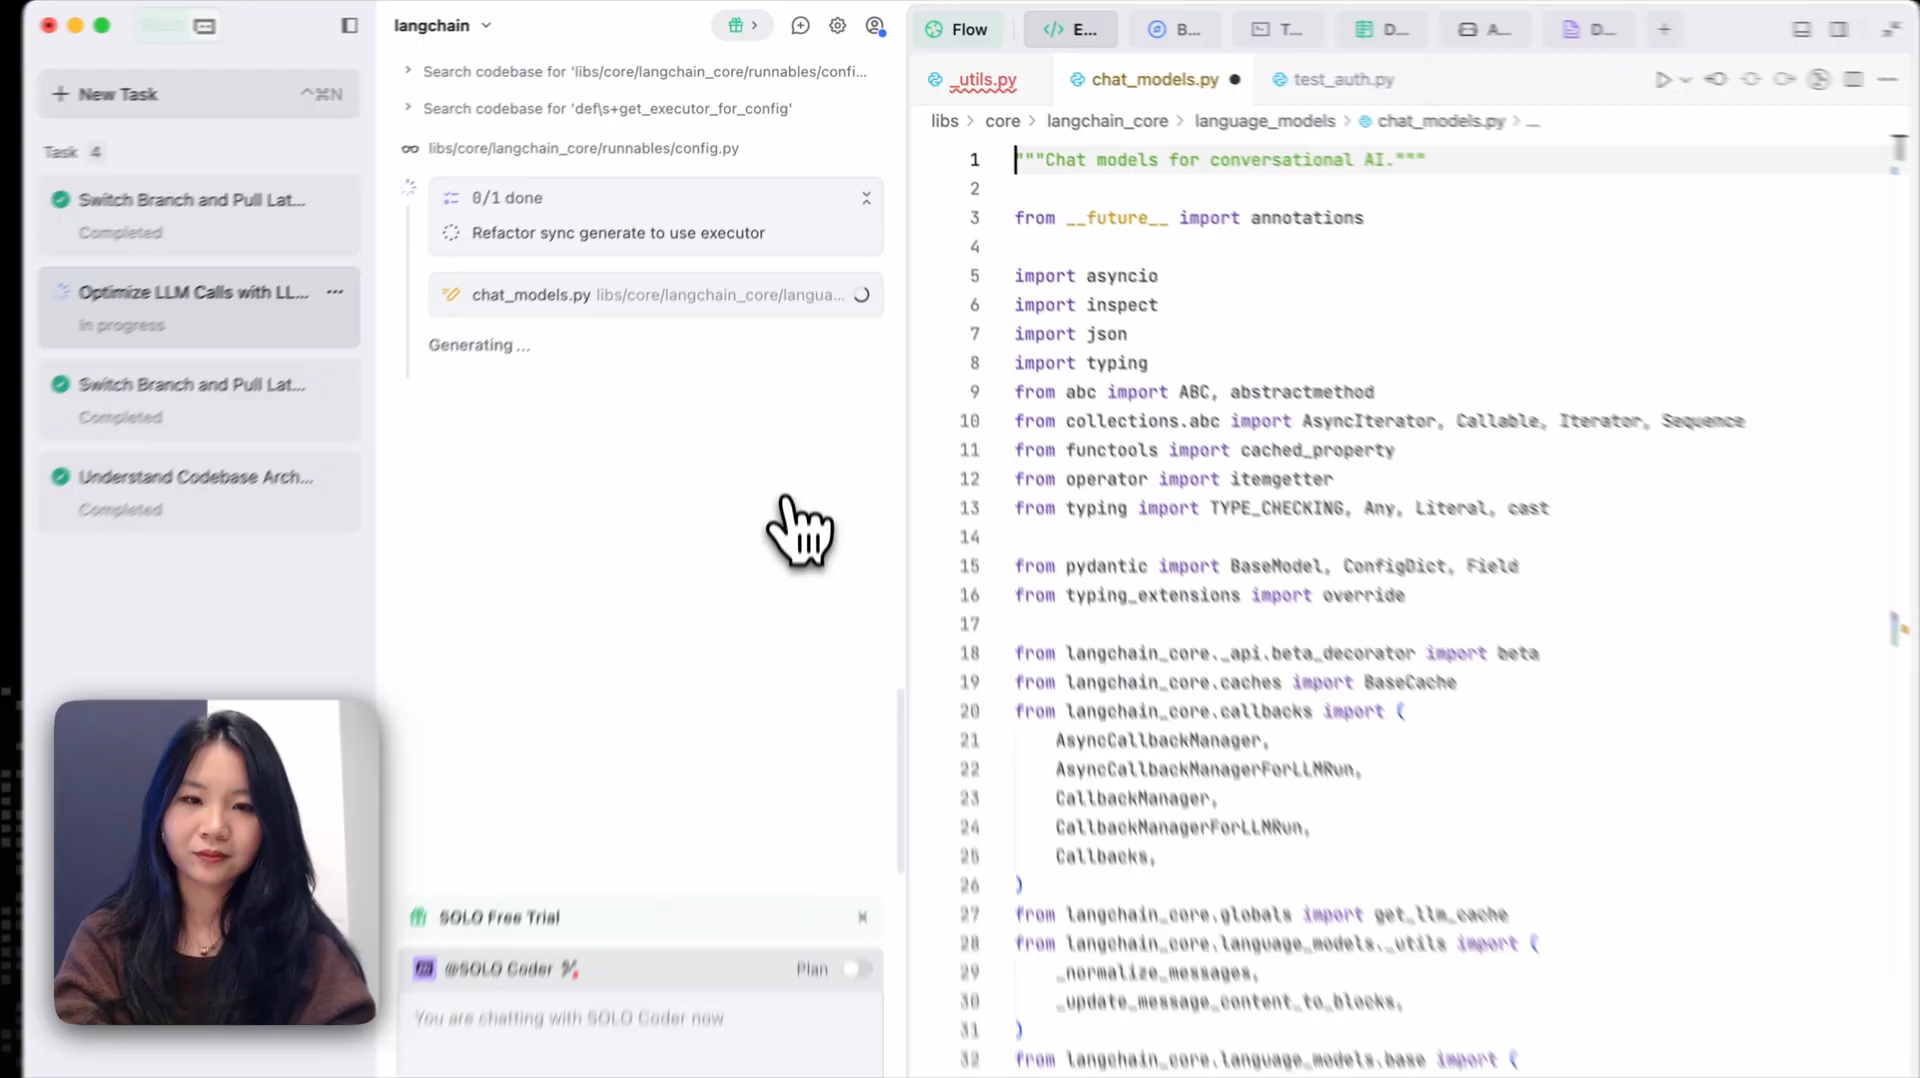 SOLO
New Task ^⌘N
Task 4
Switch Branch and Pull Lat...
Completed
Optimize LLM Calls with LL... ...
In progress
Switch Branch and Pull Lat...
Completed
Understand Codebase Arch...
Completed
langchain
Search codebase for 'libs/core/langchain_core/runnables/confi...
Search codebase for 'def\s+get_executor_for_config'
libs/core/langchain_core/runnables/config.py
0/1 done
Refactor sync generate to use executor
chat_models.py libs/core/langchain_core/langua...
Generating ...
SOLO Free Trial
@SOLO Coder
Plan
You are chatting with SOLO Coder now
Flow
</> E...
B...
T...
D...
A...
D...
_utils.py
chat_models.py
test_auth.py
libs > core > langchain_core > language_models > chat_models.py > ...
1 """Chat models for conversational AI."""
2
3 from __future__ import annotations
4
5 import asyncio
6 import inspect
7 import json
8 import typing
9 from abc import ABC, abstractmethod
10 from collections.abc import AsyncIterator, Callable, Iterator, Sequence
11 from functools import cached_property
12 from operator import itemgetter
13 from typing import TYPE_CHECKING, Any, Literal, cast
14
15 from pydantic import BaseModel, ConfigDict, Field
16 from typing_extensions import override
17
18 from langchain_core._api.beta_decorator import beta
19 from langchain_core.caches import BaseCache
20 from langchain_core.callbacks import (
21 AsyncCallbackManager,
22 AsyncCallbackManagerForLLMRun,
23 CallbackManager,
24 CallbackManagerForLLMRun,
25 Callbacks,
26 )
27 from langchain_core.globals import get_llm_cache
28 from langchain_core.language_models._utils import (
29 _normalize_messages,
30 _update_message_content_to_blocks,
31 )
32 from langchain_core.language_models.base import (